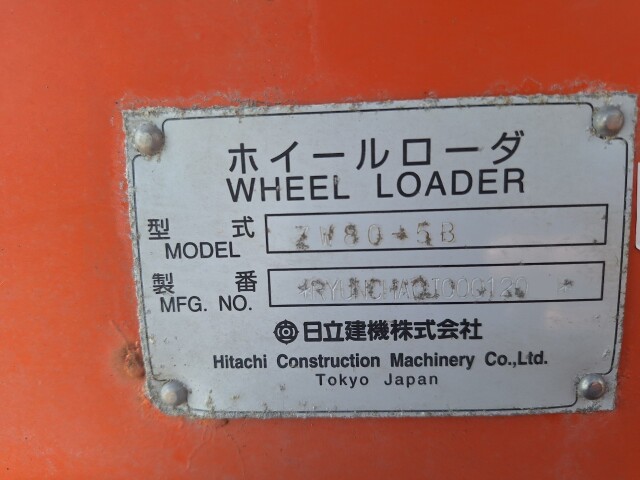 ホイールローダ
WHEEL LOADER
型式 ZW80-5B
MODEL
製番
MFG. NO.
日立建機株式会社
Hitachi Construction Machinery Co.,Ltd.
Tokyo Japan